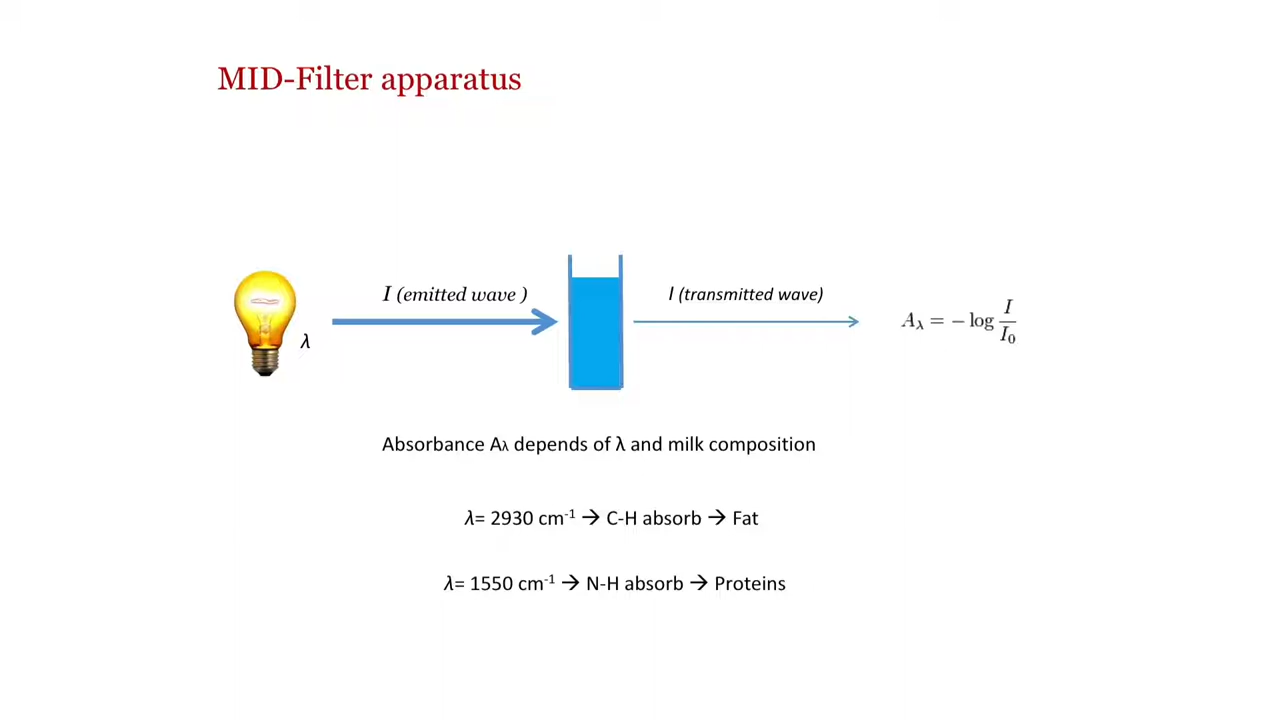 MID-Filter apparatus
I (emitted wave )
I (transmitted wave)
λ
Aλ = − log I/I₀
Absorbance Aλ depends of λ and milk composition
λ= 2930 cm⁻¹ → C-H absorb → Fat
λ= 1550 cm⁻¹ → N-H absorb → Proteins